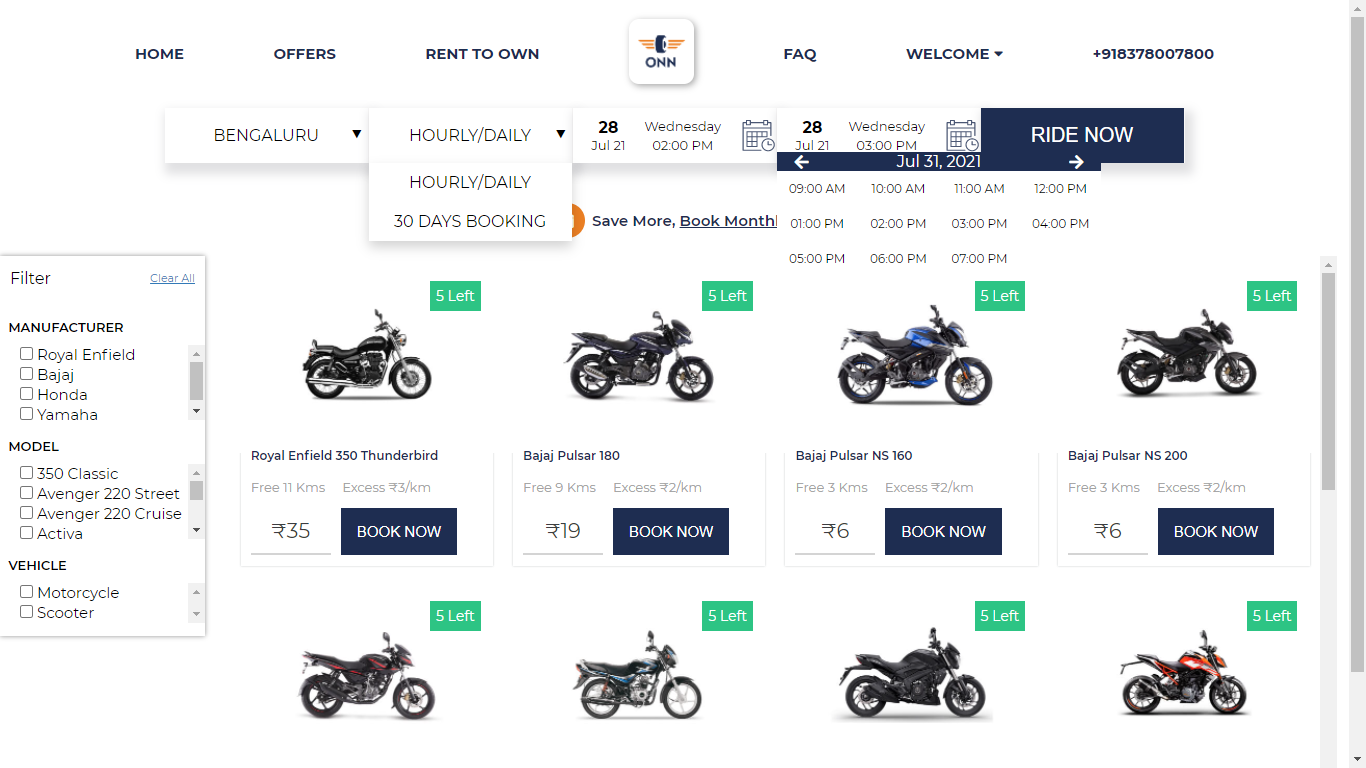 HOME OFFERS RENT TO OWN ONN FAQ WELCOME +918378007800
BENGALURU HOURLY/DAILY 28 Jul 21 Wednesday 02:00 PM 28 Jul 21 Wednesday 03:00 PM RIDE NOW
HOURLY/DAILY
30 DAYS BOOKING
Jul 31, 2021
09:00 AM 10:00 AM 11:00 AM 12:00 PM
01:00 PM 02:00 PM 03:00 PM 04:00 PM
05:00 PM 06:00 PM 07:00 PM
Save More, Book Monthl
Filter Clear All
MANUFACTURER
Royal Enfield
Bajaj
Honda
Yamaha
MODEL
350 Classic
Avenger 220 Street
Avenger 220 Cruise
Activa
VEHICLE
Motorcycle
Scooter
5 Left 5 Left 5 Left 5 Left
Royal Enfield 350 Thunderbird Bajaj Pulsar 180 Bajaj Pulsar NS 160 Bajaj Pulsar NS 200
Free 11 Kms Excess ₹3/km Free 9 Kms Excess ₹2/km Free 3 Kms Excess ₹2/km Free 3 Kms Excess ₹2/km
₹35 BOOK NOW ₹19 BOOK NOW ₹6 BOOK NOW ₹6 BOOK NOW
5 Left 5 Left 5 Left 5 Left